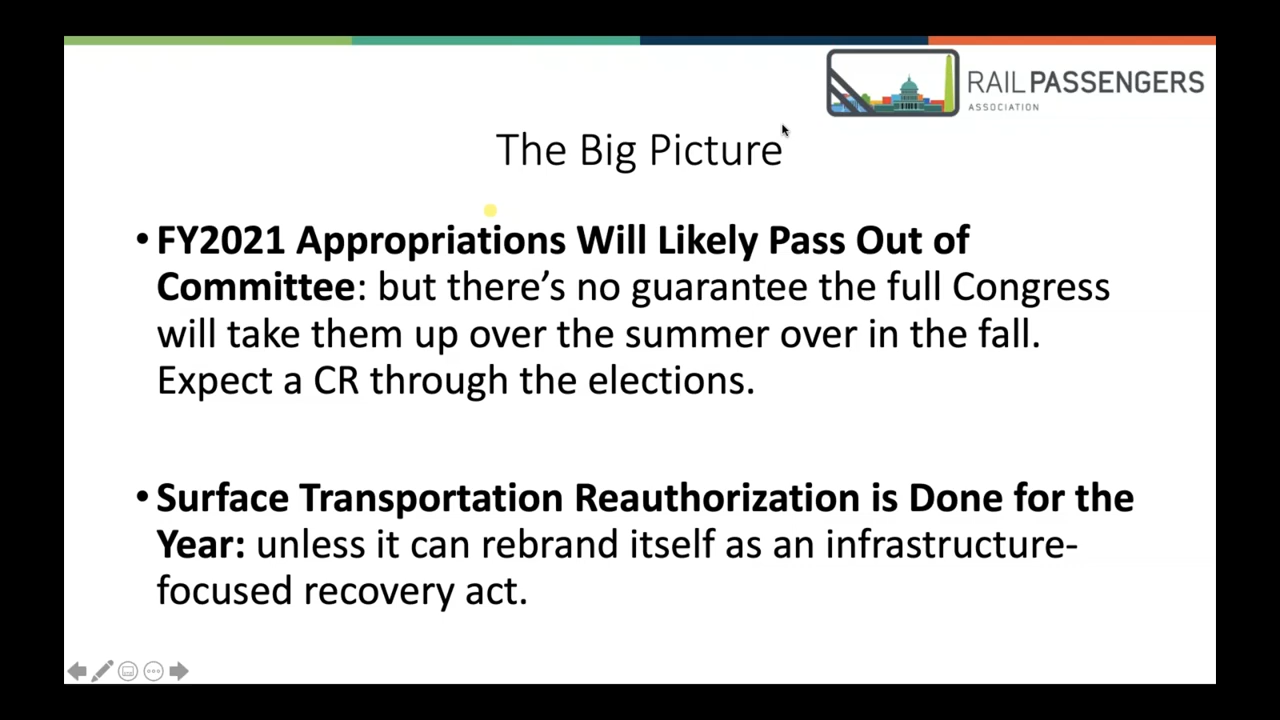 RAILPASSENGERS
ASSOCIATION
The Big Picture
• FY2021 Appropriations Will Likely Pass Out of
Committee: but there’s no guarantee the full Congress
will take them up over the summer over in the fall.
Expect a CR through the elections.
• Surface Transportation Reauthorization is Done for the
Year: unless it can rebrand itself as an infrastructure-
focused recovery act.